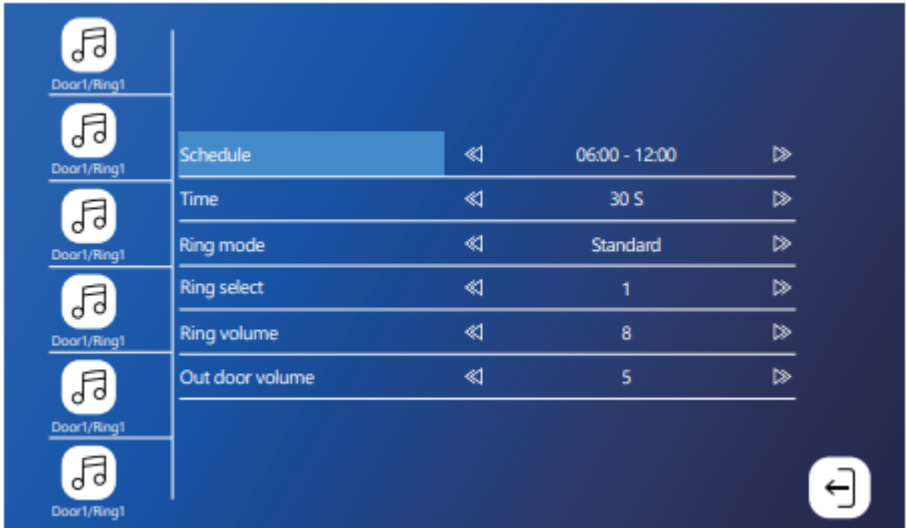 Door1/Ring1
Door1/Ring1
Door1/Ring1
Door1/Ring1
Door1/Ring1
Door1/Ring1
Schedule 06:00 - 12:00
Time 30 S
Ring mode Standard
Ring select 1
Ring volume 8
Out door volume 5